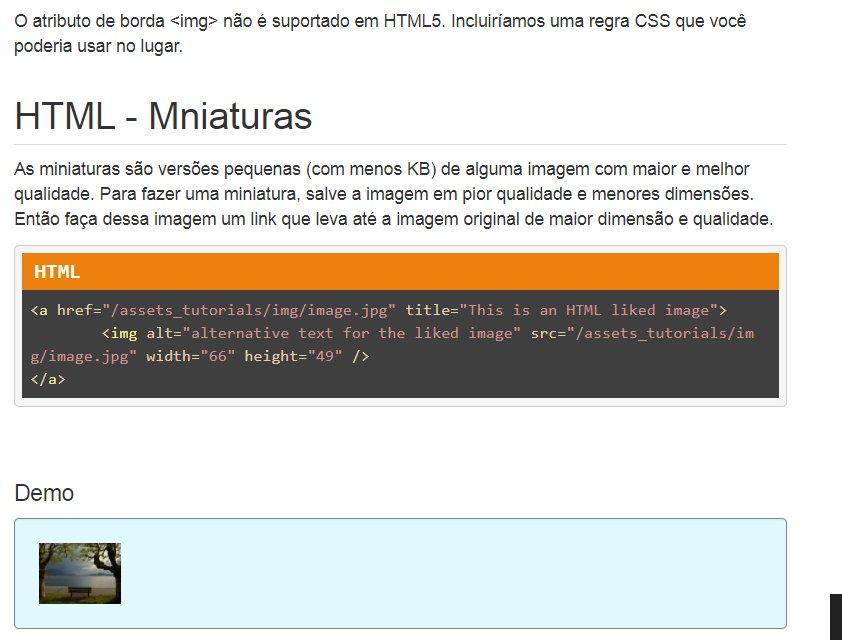 O atributo de borda <img> não é suportado em HTML5. Incluiríamos uma regra CSS que você
poderia usar no lugar.
HTML - Mniaturas
As miniaturas são versões pequenas (com menos KB) de alguma imagem com maior e melhor
qualidade. Para fazer uma miniatura, salve a imagem em pior qualidade e menores dimensões.
Então faça dessa imagem um link que leva até a imagem original de maior dimensão e qualidade.
HTML
<a href="/assets_tutorials/img/image.jpg" title="This is an HTML liked image">
<img alt="alternative text for the liked image" src="/assets_tutorials/im
g/image.jpg" width="66" height="49" />
</a>
Demo